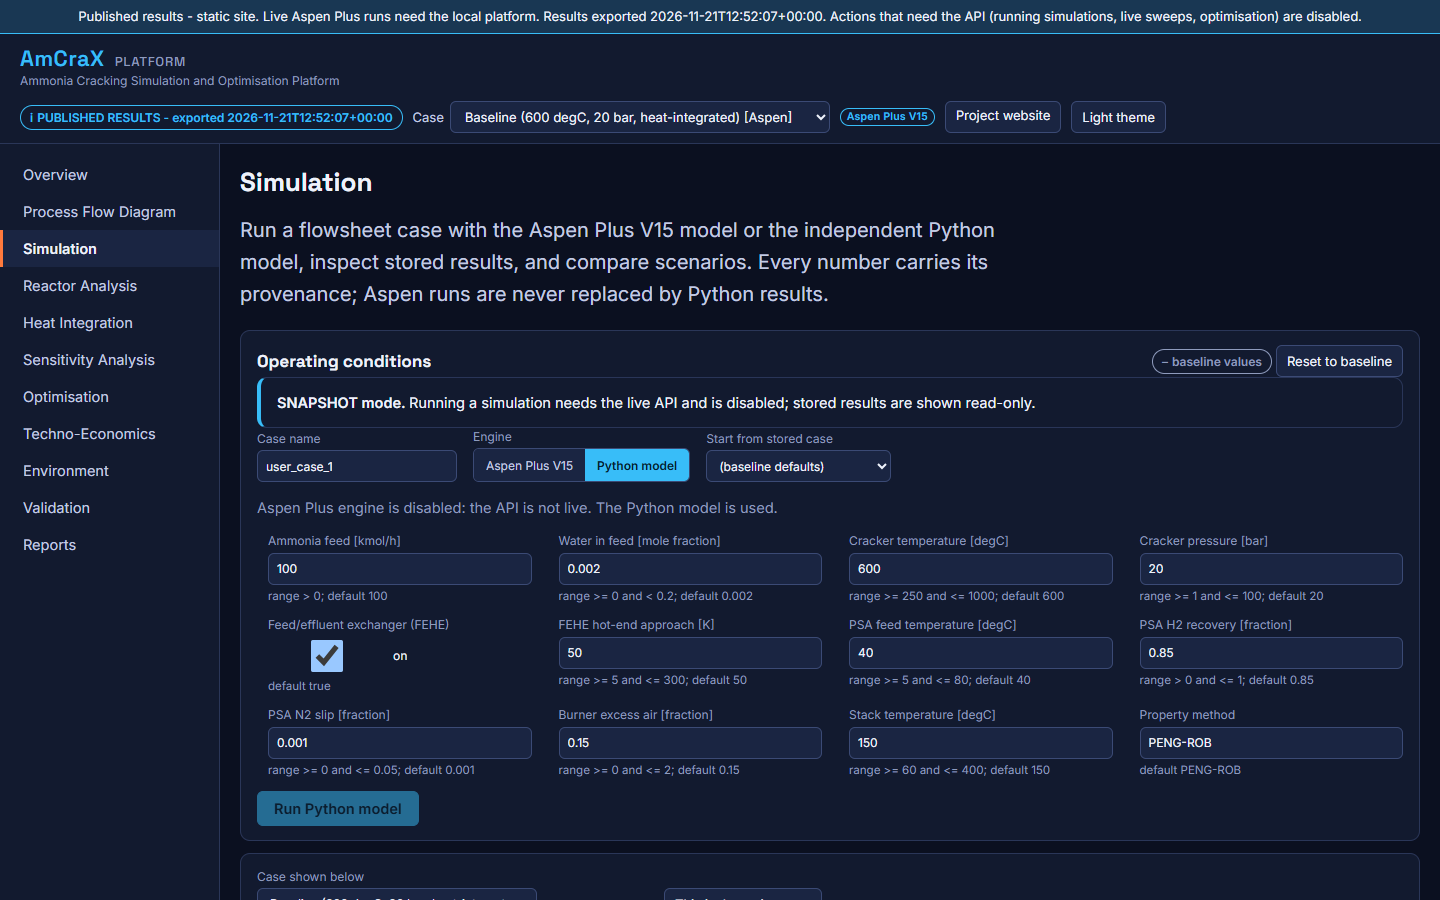 Published results - static site. Live Aspen Plus runs need the local platform. Results exported 2026-11-21T12:52:07+00:00. Actions that need the API (running simulations, live sweeps, optimisation) are disabled.
AmCraX PLATFORM
Ammonia Cracking Simulation and Optimisation Platform
i PUBLISHED RESULTS - exported 2026-11-21T12:52:07+00:00 Case Baseline (600 degC, 20 bar, heat-integrated) [Aspen] Aspen Plus V15 Project website Light theme
Overview
Process Flow Diagram
Simulation
Reactor Analysis
Heat Integration
Sensitivity Analysis
Optimisation
Techno-Economics
Environment
Validation
Reports
Simulation
Run a flowsheet case with the Aspen Plus V15 model or the independent Python
model, inspect stored results, and compare scenarios. Every number carries its
provenance; Aspen runs are never replaced by Python results.
Operating conditions – baseline values Reset to baseline
SNAPSHOT mode. Running a simulation needs the live API and is disabled; stored results are shown read-only.
Case name Engine Start from stored case
user_case_1 Aspen Plus V15 Python model (baseline defaults)
Aspen Plus engine is disabled: the API is not live. The Python model is used.
Ammonia feed [kmol/h] Water in feed [mole fraction] Cracker temperature [degC] Cracker pressure [bar]
100 0.002 600 20
range > 0; default 100 range >= 0 and < 0.2; default 0.002 range >= 250 and <= 1000; default 600 range >= 1 and <= 100; default 20
Feed/effluent exchanger (FEHE) FEHE hot-end approach [K] PSA feed temperature [degC] PSA H2 recovery [fraction]
on 50 40 0.85
default true range >= 5 and <= 300; default 50 range >= 5 and <= 80; default 40 range > 0 and <= 1; default 0.85
PSA N2 slip [fraction] Burner excess air [fraction] Stack temperature [degC] Property method
0.001 0.15 150 PENG-ROB
range >= 0 and <= 0.05; default 0.001 range >= 0 and <= 2; default 0.15 range >= 60 and <= 400; default 150 default PENG-ROB
Run Python model
Case shown below